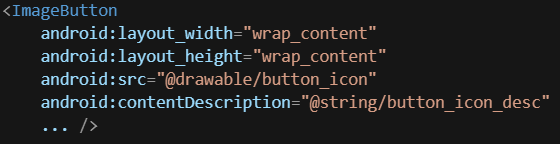 <ImageButton
android:layout_width="wrap_content"
android:layout_height="wrap_content"
android:src="@drawable/button_icon"
android:contentDescription="@string/button_icon_desc"
... />